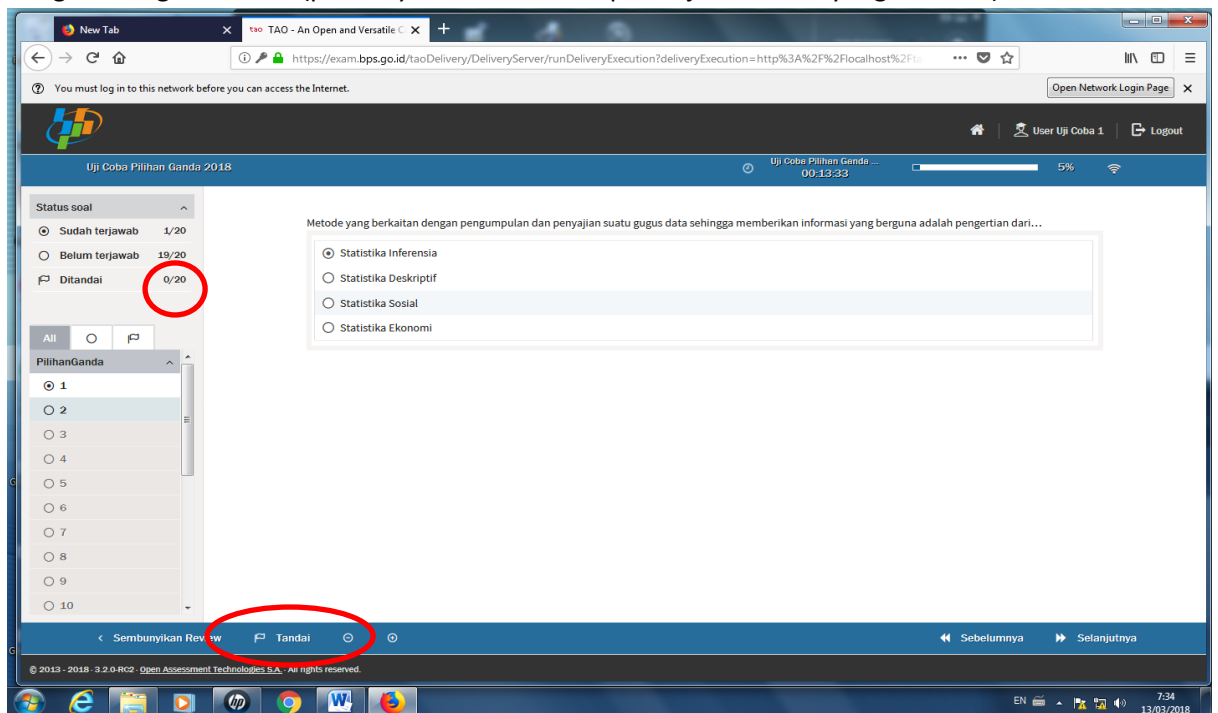 New Tab
tao TAO - An Open and Versatile C
https://exam.bps.go.id/taoDelivery/DeliveryServer/runDeliveryExecution?deliveryExecution=http%3A%2F%2Flocalhost%2Ft
You must log in to this network before you can access the Internet.
Open Network Login Page
User Uji Coba 1
Logout
Uji Coba Pilihan Ganda 2018
Uji Coba Pilihan Ganda ...
00:13:33
5%
Status soal
Sudah terjawab 1/20
Belum terjawab 19/20
Ditandai 0/20
All
PilihanGanda
1
2
3
4
5
6
7
8
9
10
Metode yang berkaitan dengan pengumpulan dan penyajian suatu gugus data sehingga memberikan informasi yang berguna adalah pengertian dari...
Statistika Inferensia
Statistika Deskriptif
Statistika Sosial
Statistika Ekonomi
Sembunyikan Review
Tandai
Sebelumnya
Selanjutnya
© 2013 - 2018 · 3.2.0-RC2 · Open Assessment Technologies S.A. · All rights reserved.
EN
7:34
13/03/2018